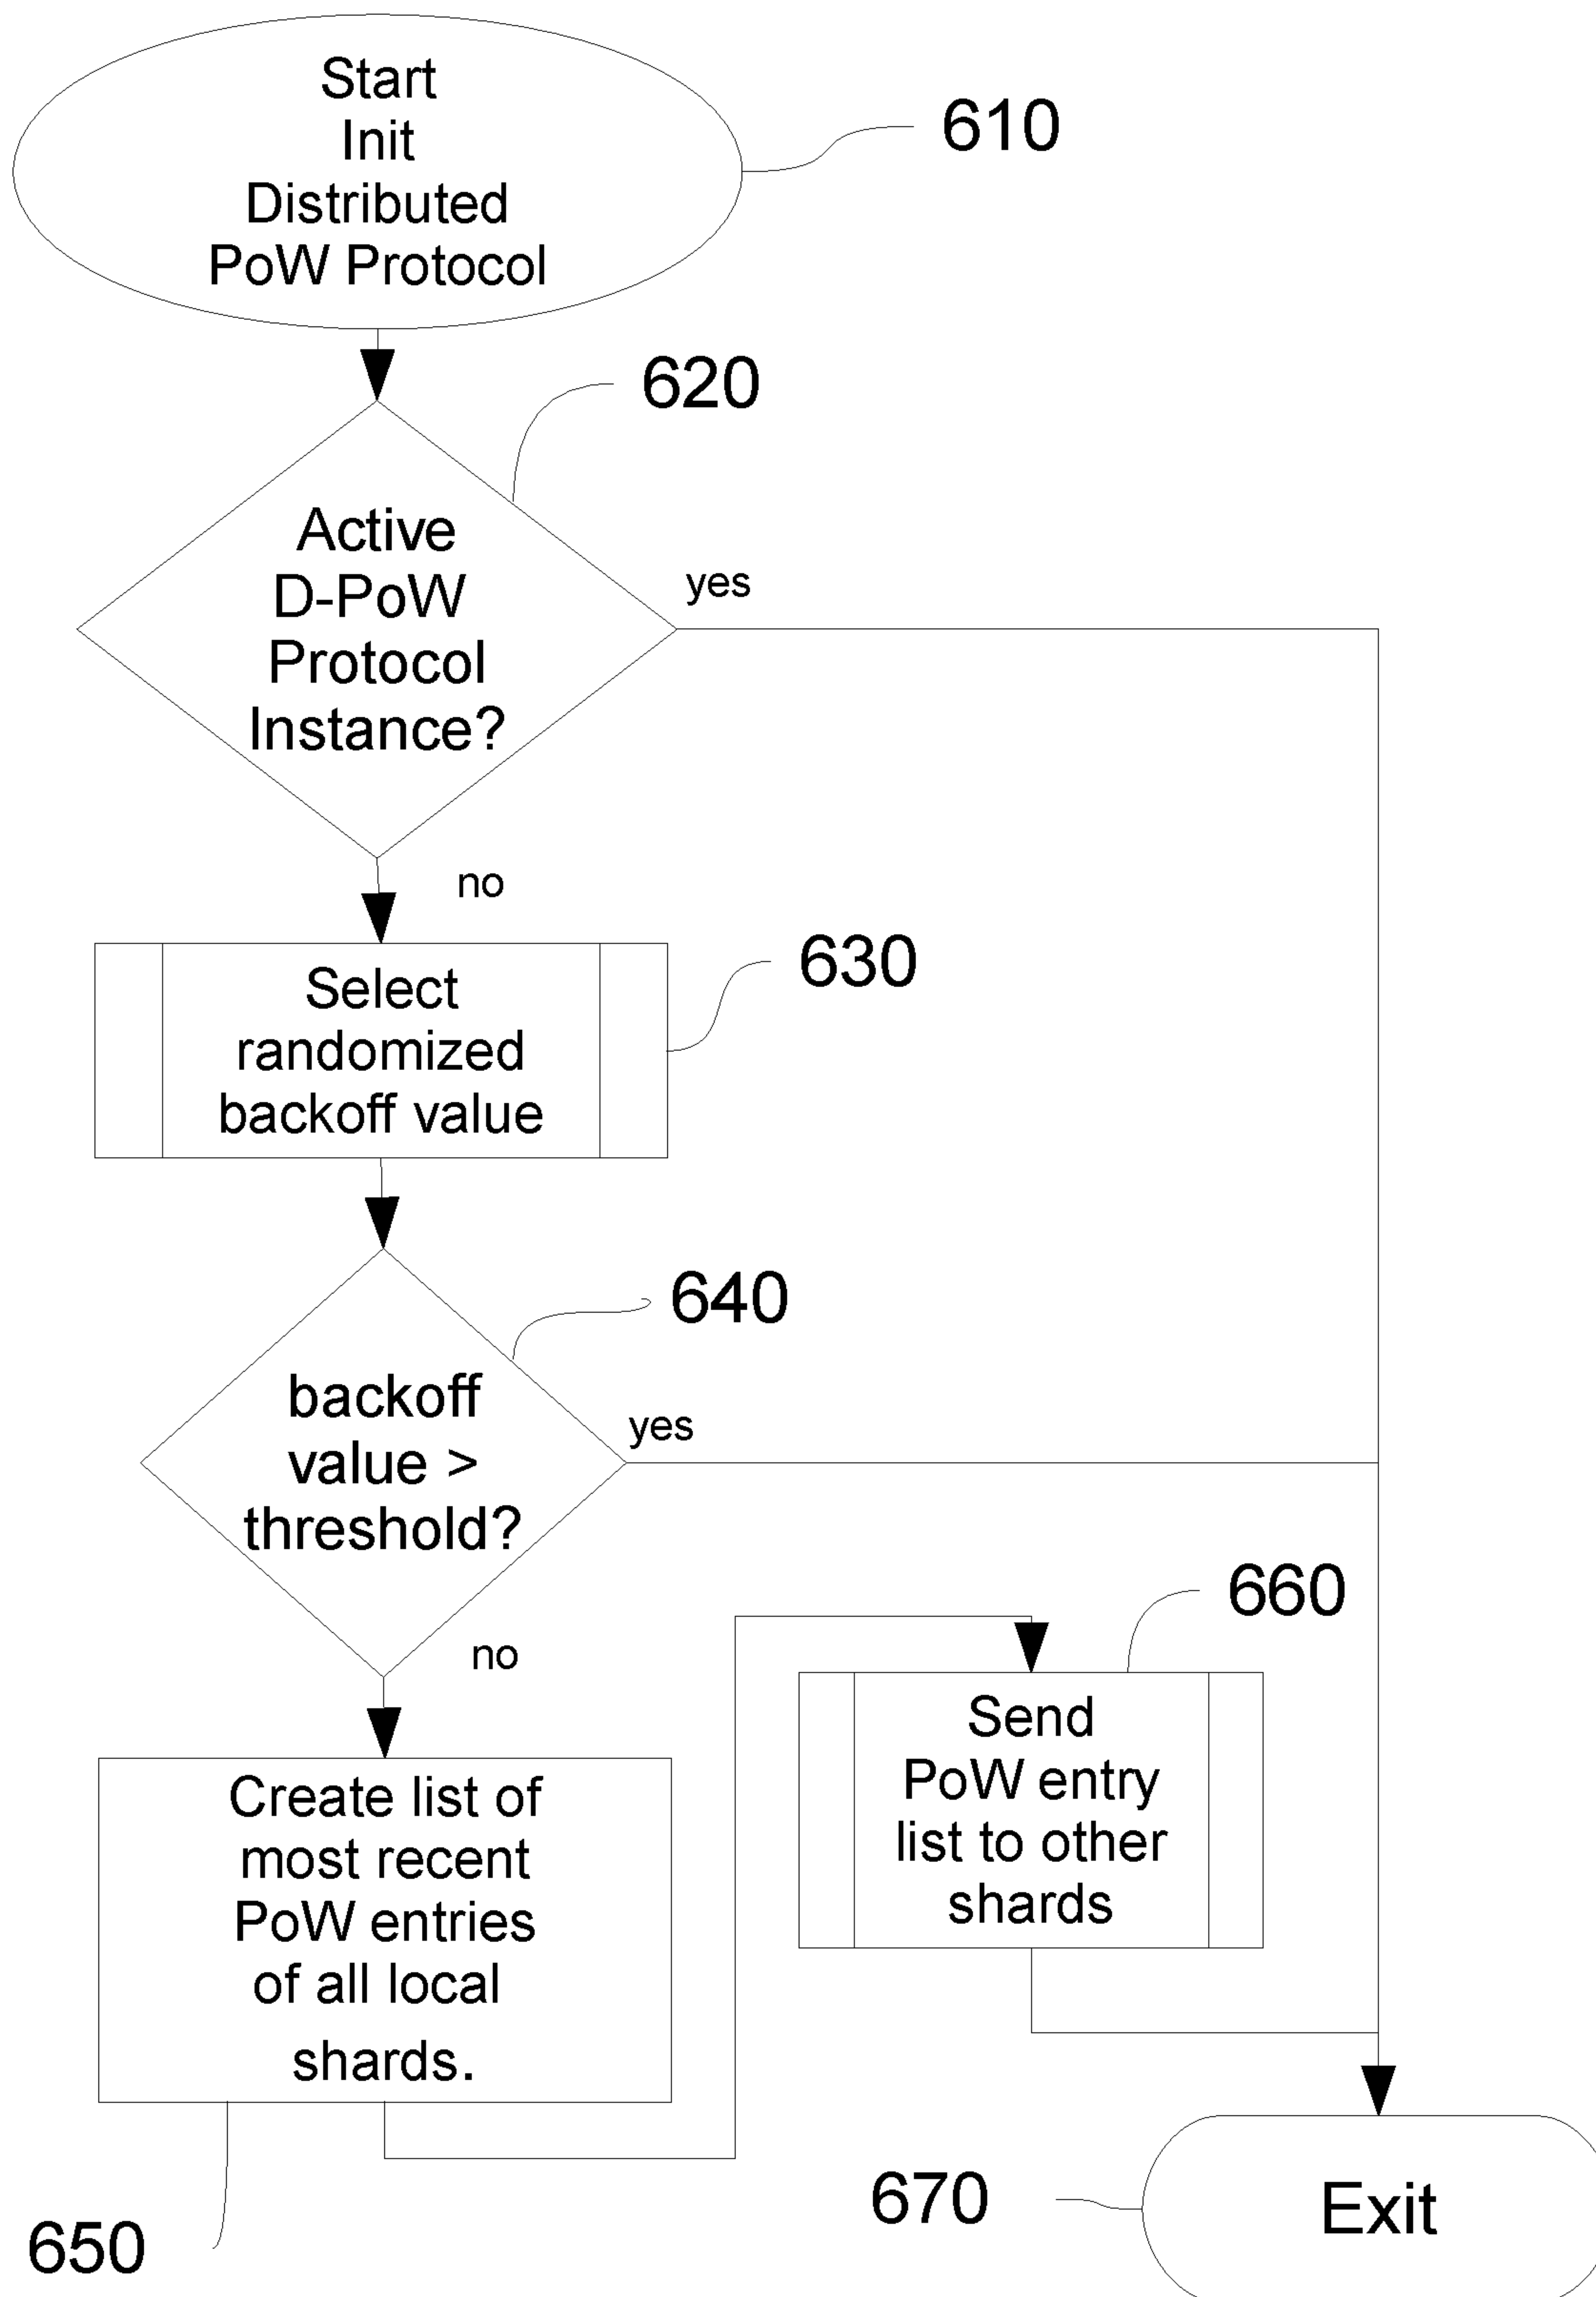 Start
Init
Distributed
PoW Protocol
610
620
Active
D-PoW
Protocol
Instance?
yes
no
630
Select
randomized
backoff value
640
backoff
value >
threshold?
yes
no
660
Send
PoW entry
list to other
shards
Create list of
most recent
PoW entries
of all local
shards.
650
670
Exit